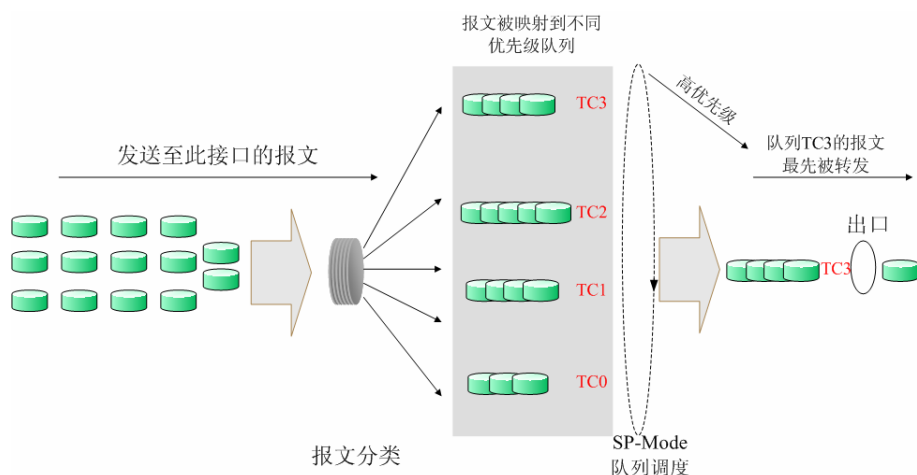 报文被映射到不同
优先级队列
TC3
高优先级
发送至此接口的报文
队列TC3的报文
最先被转发
TC2
出口
TC3
TC1
TC0
报文分类
SP-Mode
队列调度